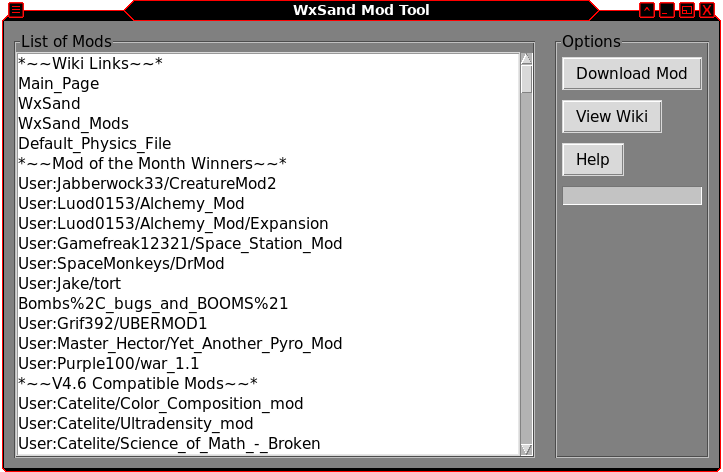 WxSand Mod Tool
List of Mods
*~~Wiki Links~~*
Main_Page
WxSand
WxSand_Mods
Default_Physics_File
*~~Mod of the Month Winners~~*
User:Jabberwock33/CreatureMod2
User:Luod0153/Alchemy_Mod
User:Luod0153/Alchemy_Mod/Expansion
User:Gamefreak12321/Space_Station_Mod
User:SpaceMonkeys/DrMod
User:Jake/tort
Bombs%2C_bugs_and_BOOMS%21
User:Grif392/UBERMOD1
User:Master_Hector/Yet_Another_Pyro_Mod
User:Purple100/war_1.1
*~~V4.6 Compatible Mods~~*
User:Catelite/Color_Composition_mod
User:Catelite/Ultradensity_mod
User:Catelite/Science_of_Math_-_Broken
Options
Download Mod
View Wiki
Help